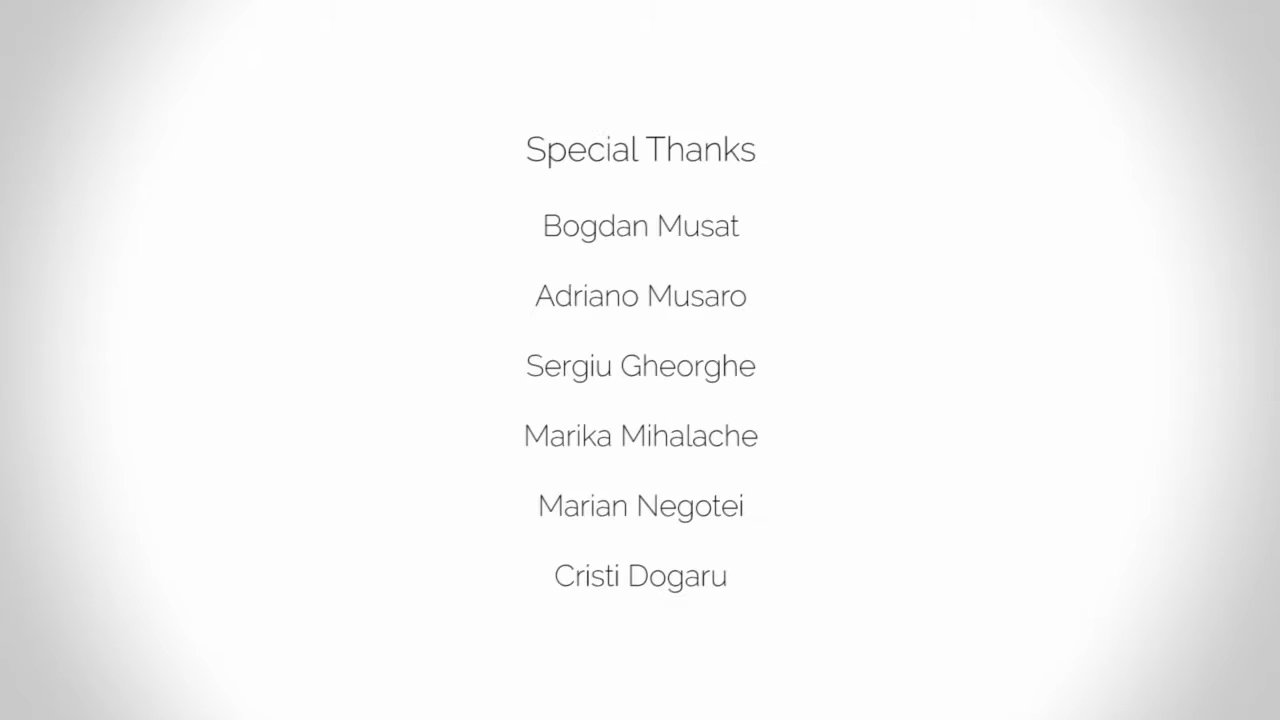 Special Thanks
Bogdan Musat
Adriano Musaro
Sergiu Gheorghe
Marika Mihalache
Marian Negotei
Cristi Dogaru